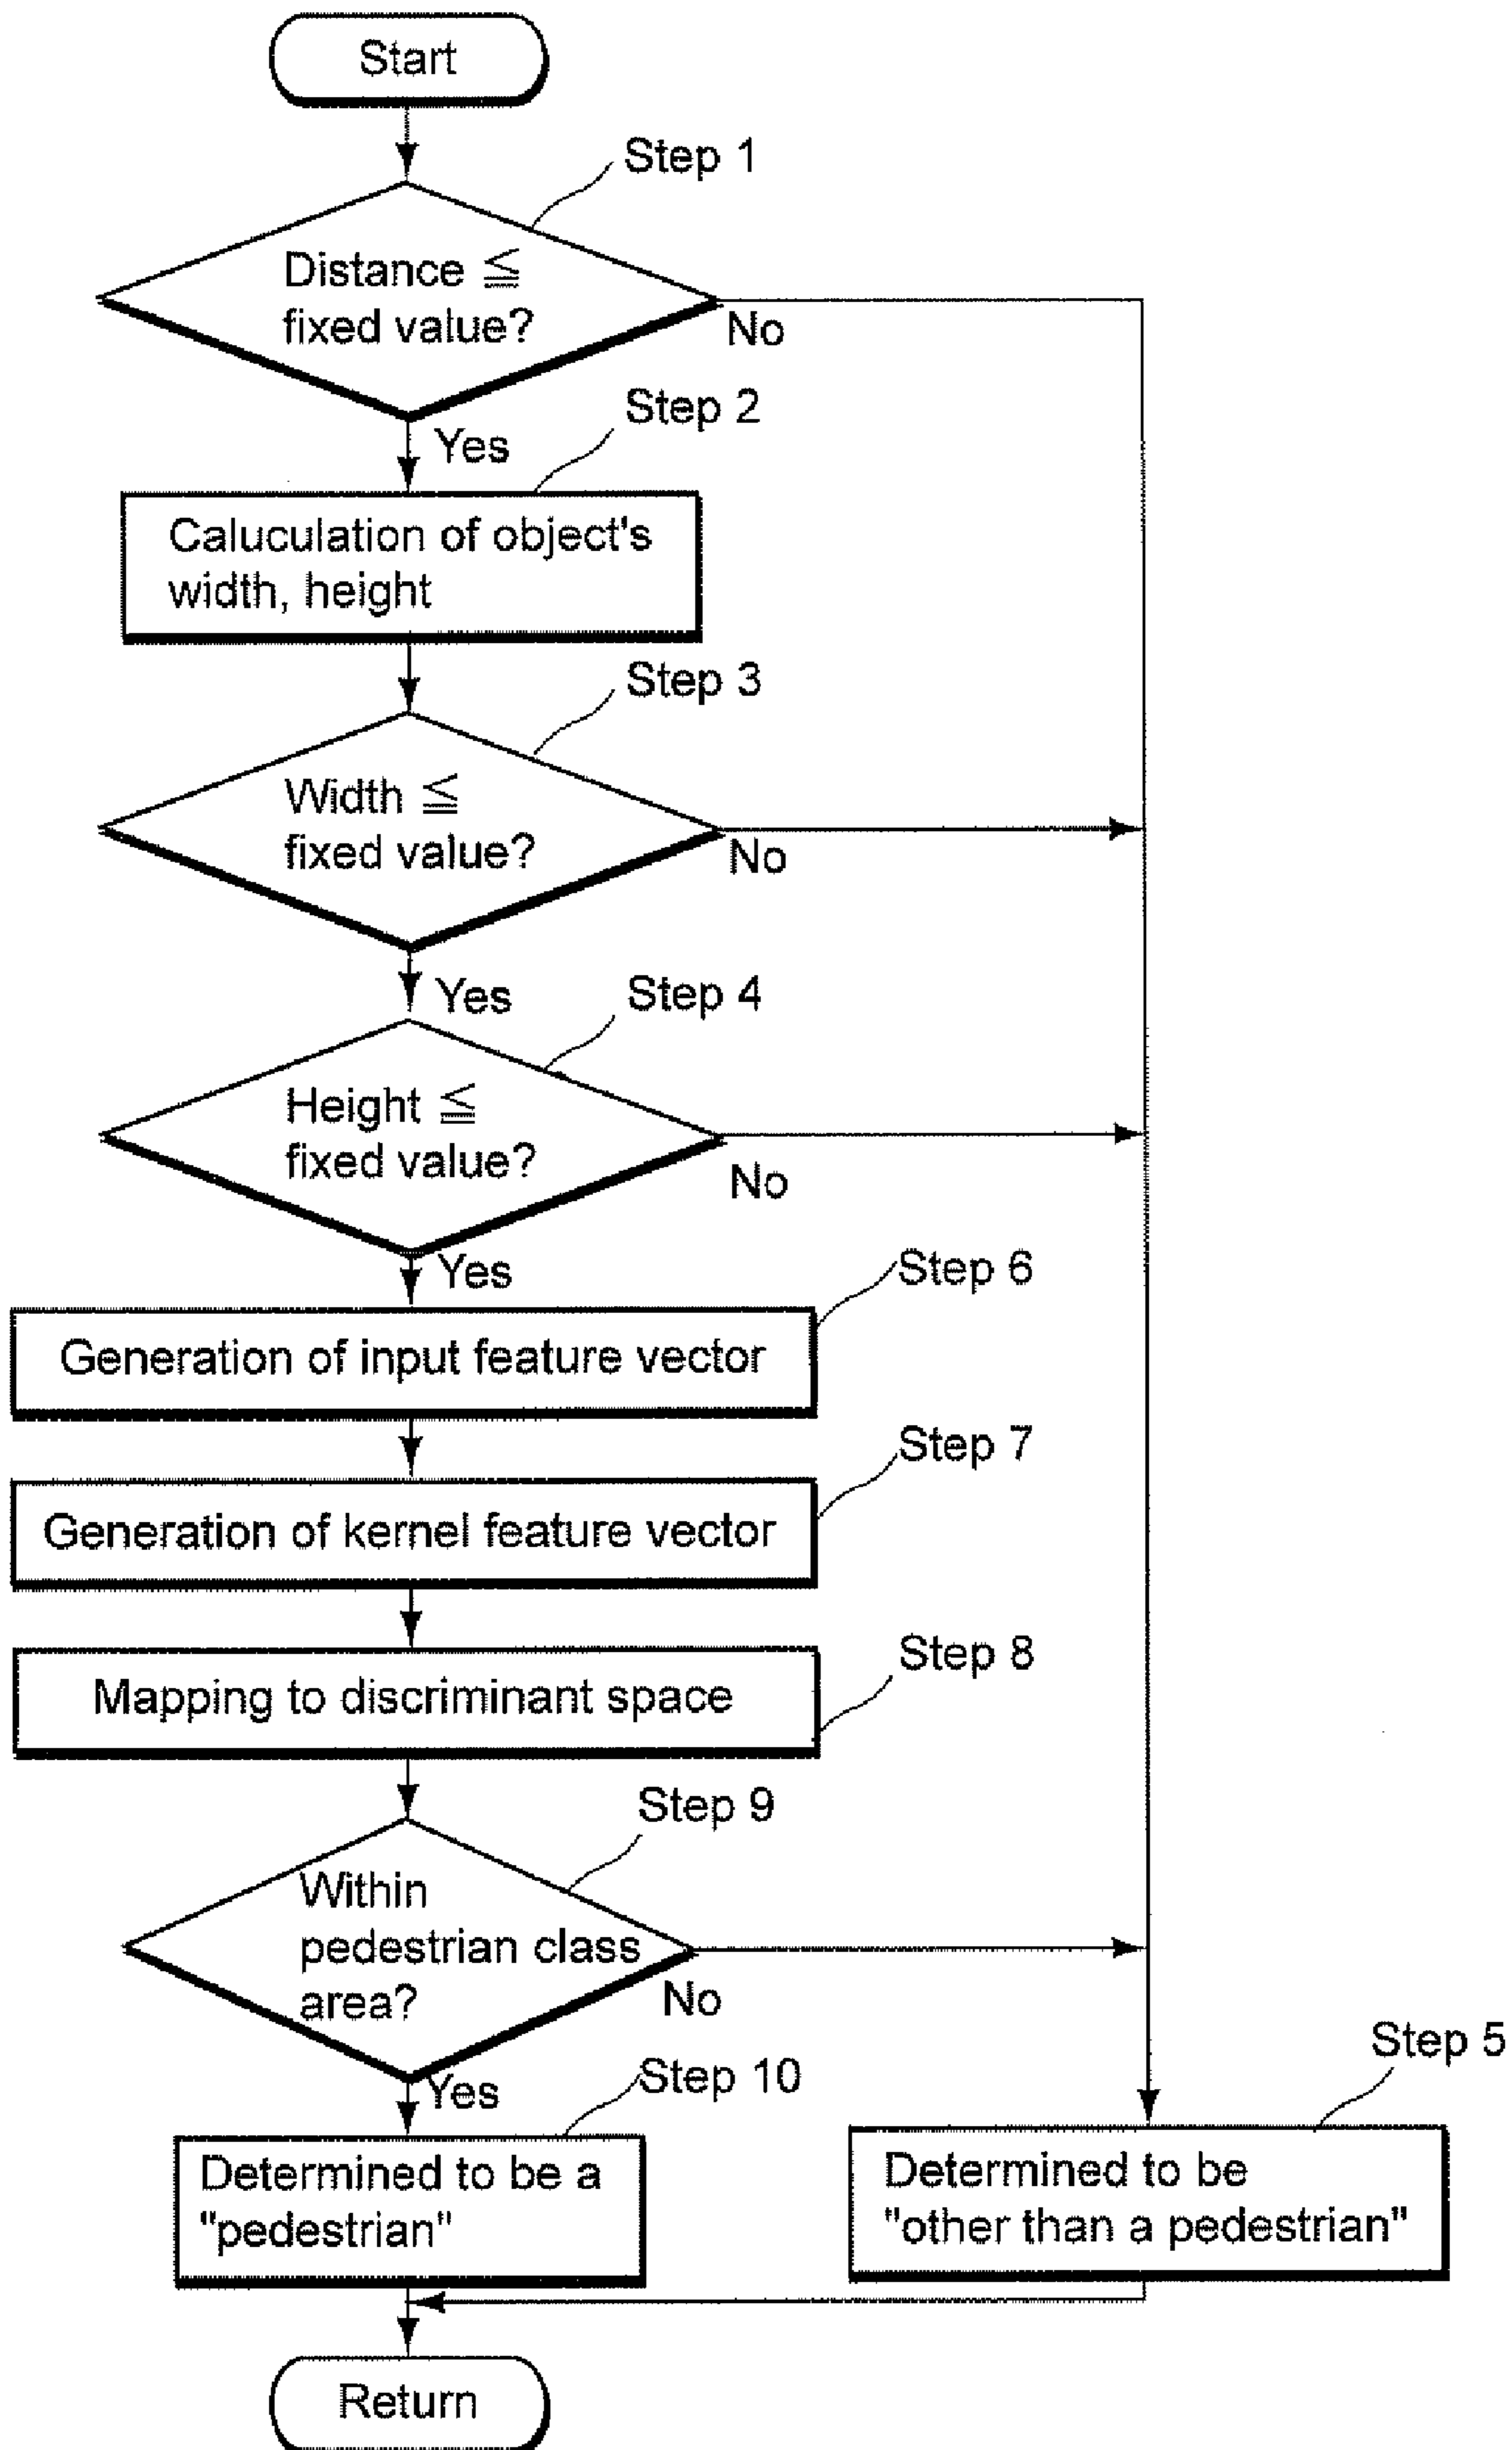 Start
Step 1
Distance ≦
fixed value?
No
Yes
Step 2
Caluculation of object's
width, height
Step 3
Width ≦
fixed value?
No
Yes
Step 4
Height ≦
fixed value?
No
Yes
Step 6
Generation of input feature vector
Step 7
Generation of kernel feature vector
Step 8
Mapping to discriminant space
Step 9
Within
pedestrian class
area?
No
Yes
Step 10
Determined to be a
"pedestrian"
Step 5
Determined to be
"other than a pedestrian"
Return